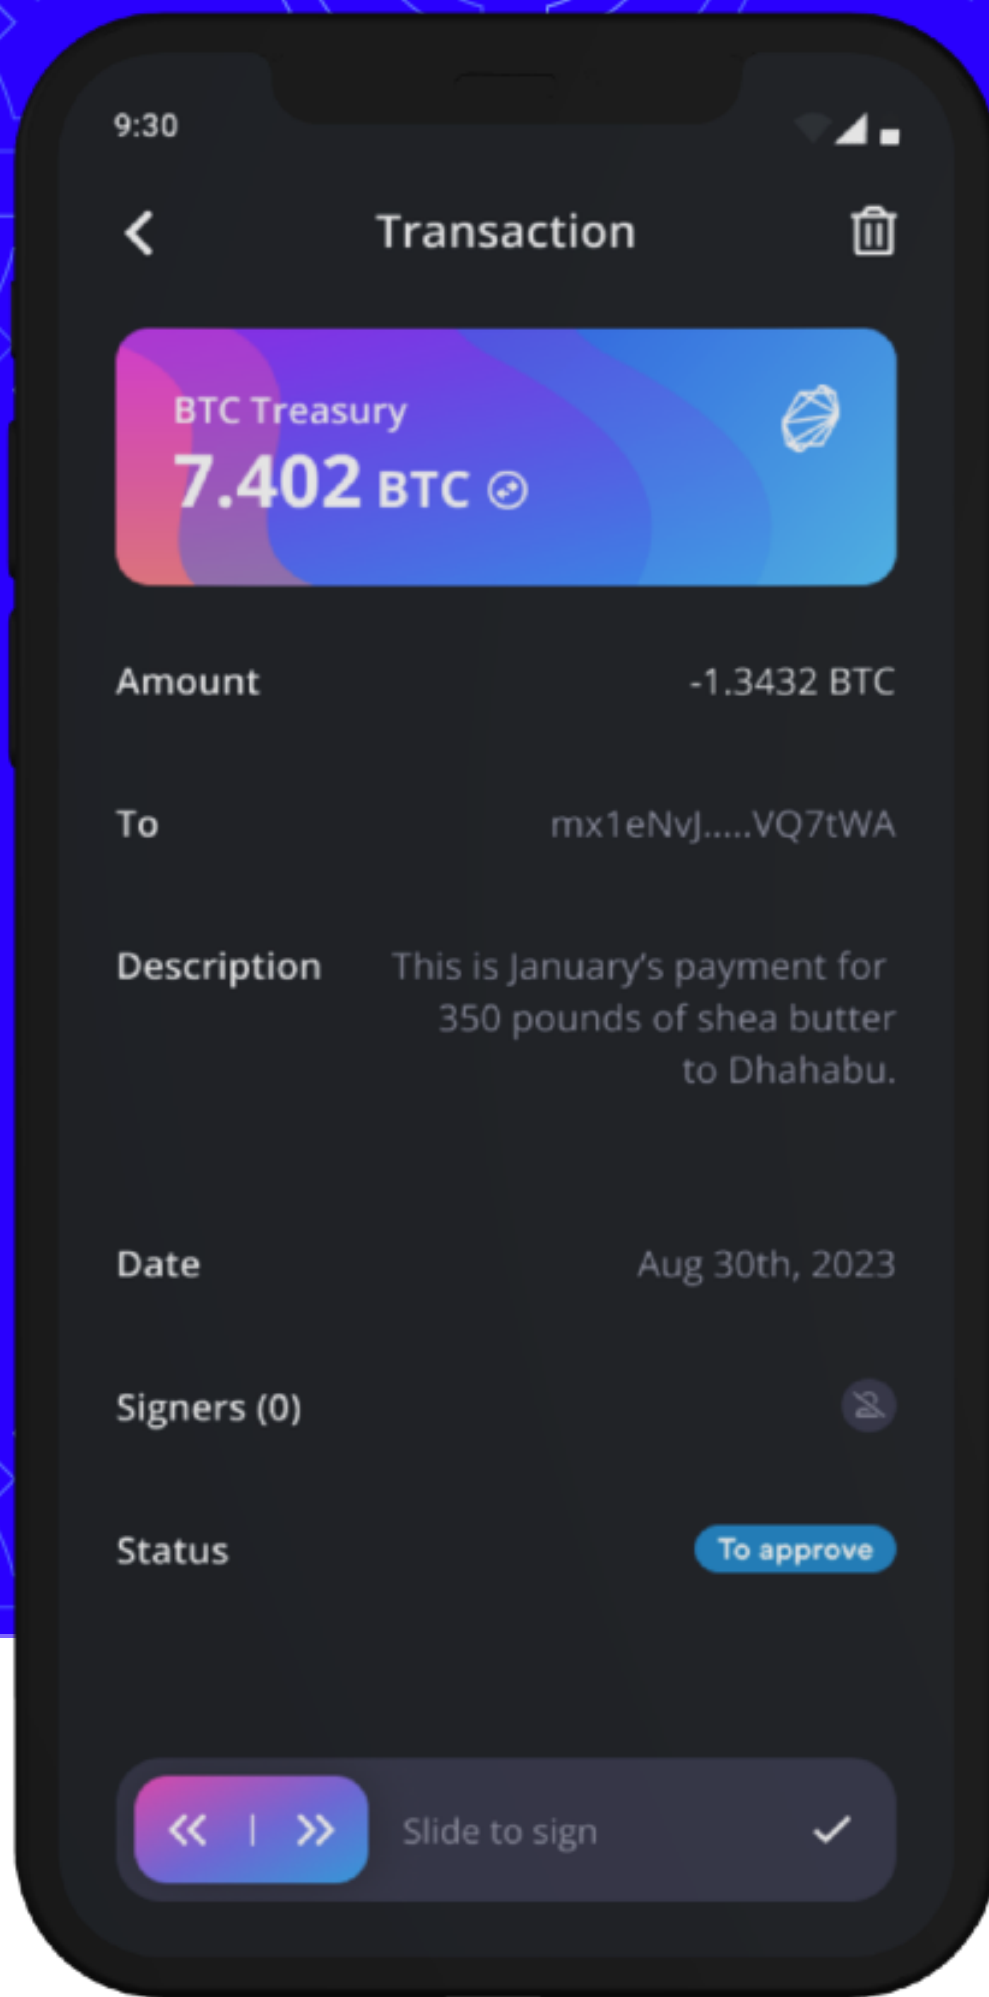 9:30
Transaction
BTC Treasury
7.402 BTC
Amount
-1.3432 BTC
To
mx1eNvJ.....VQ7tWA
Description
This is January’s payment for
350 pounds of shea butter
to Dhahabu.
Date
Aug 30th, 2023
Signers (0)
Status
To approve
Slide to sign